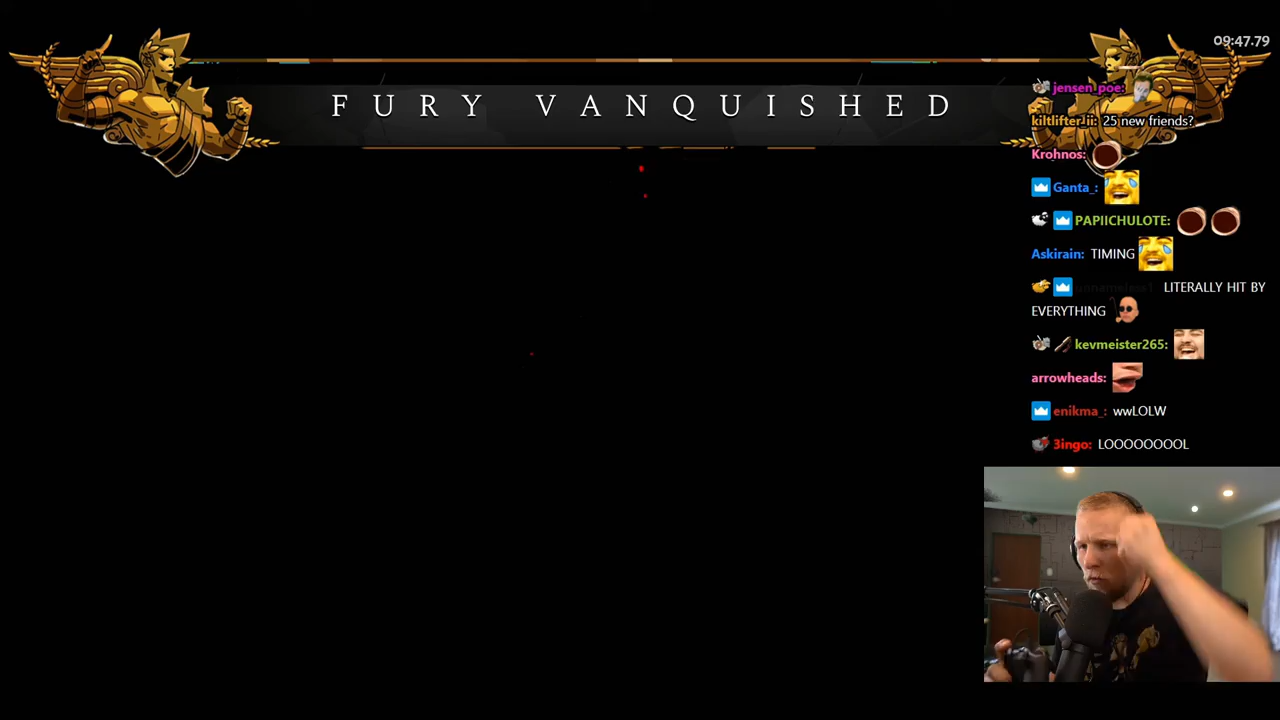 09:47.79
FURY VANQUISHED
jensen_poe:
kiltlifter_ii: 25 new friends?
Krohnos:
Ganta_:
PAPIICHULOTE:
Askirain: TIMING
LITERALLY HIT BY
EVERYTHING
kevmeister265:
arrowheads:
enikma_: wwLOLW
3ingo: LOOOOOOOOL